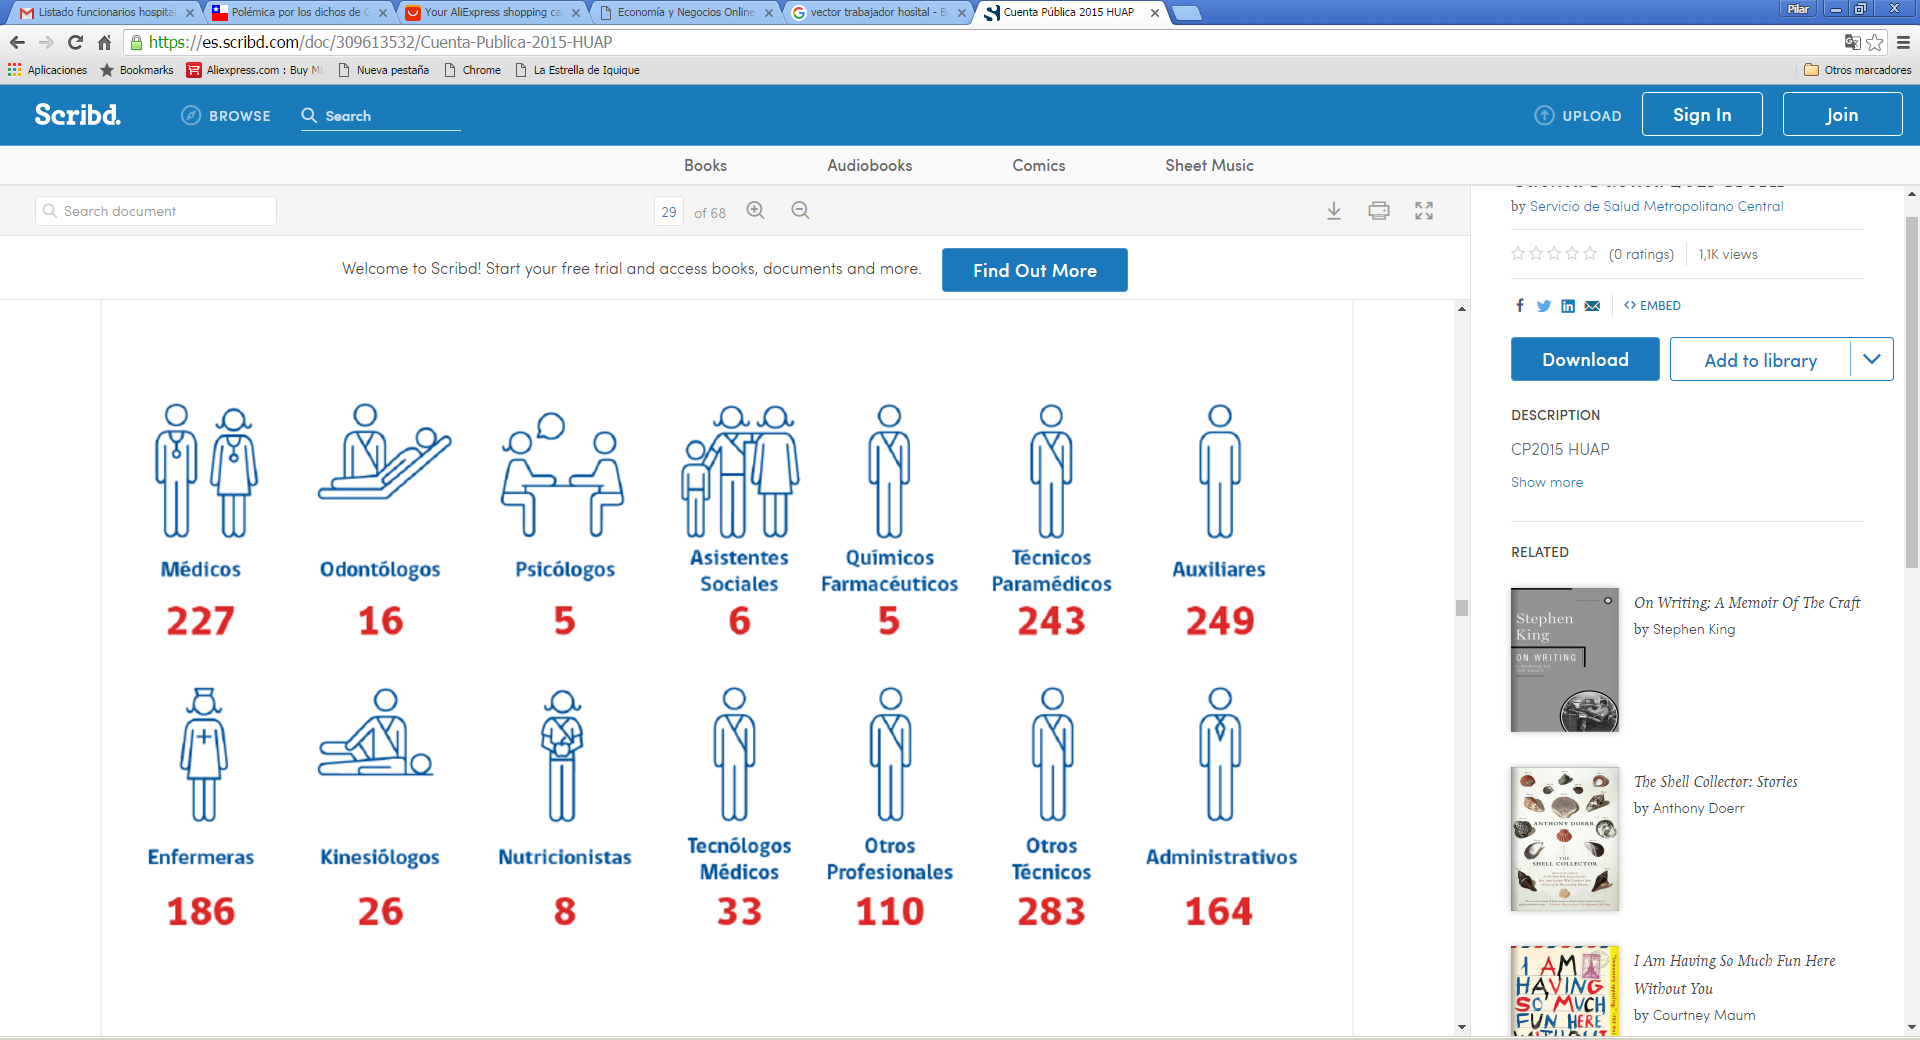 Listado funcionarios hospital
Polémica por los dichos de G
Your AliExpress shopping ca
Economía y Negocios Online
vector trabajador hosital - B
Cuenta Pública 2015 HUAP
Pilar
https://es.scribd.com/doc/309613532/Cuenta-Publica-2015-HUAP
Aplicaciones
Bookmarks
Aliexpress.com : Buy M
Nueva pestaña
Chrome
La Estrella de Iquique
Otros marcadores
Scribd.
BROWSE
Search
UPLOAD
Sign In
Join
Books
Audiobooks
Comics
Sheet Music
Search document
29 of 68
Welcome to Scribd! Start your free trial and access books, documents and more.
Find Out More
Médicos
227
Odontólogos
16
Psicólogos
5
Asistentes
Sociales
6
Químicos
Farmacéuticos
5
Técnicos
Paramédicos
243
Auxiliares
249
Enfermeras
186
Kinesiólogos
26
Nutricionistas
8
Tecnólogos
Médicos
33
Otros
Profesionales
110
Otros
Técnicos
283
Administrativos
164
by Servicio de Salud Metropolitano Central
(0 ratings)
1,1K views
EMBED
Download
Add to library
DESCRIPTION
CP2015 HUAP
Show more
RELATED
Stephen
King
ON WRITING
On Writing: A Memoir Of The Craft
by Stephen King
ANTHONY DOERR
THE
SHELL COLLECTOR
The Shell Collector: Stories
by Anthony Doerr
I AM
HAVING
SO MUCH
FUN HERE
I Am Having So Much Fun Here
Without You
by Courtney Maum